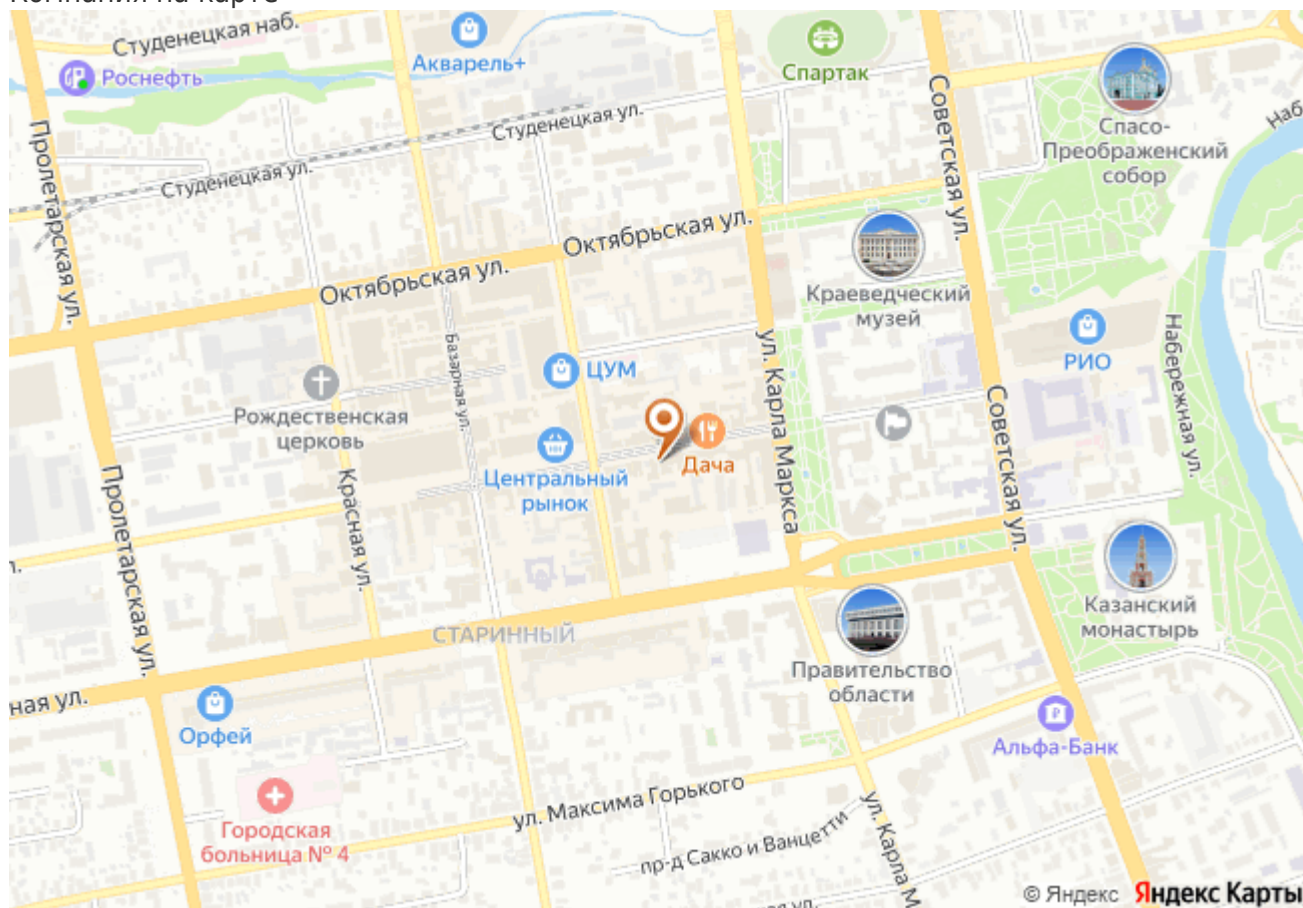 Студенецкая наб.
Акварель+
Роснефть
Спартак
Студенецкая ул.
Советская ул.
Спасо-
Преображенский
собор
Наб
Пролетарская ул.
Студенецкая ул.
Октябрьская ул.
Октябрьская ул.
Краеведческий
музей
ул. Карла Маркса
Базарная ул.
ЦУМ
РИО
Набережная ул.
Рождественская
церковь
Дача
Центральный
рынок
Советская ул.
Красная ул.
Пролетарская ул.
Казанский
монастырь
СТАРИННЫЙ
Правительство
области
ная ул.
Орфей
Альфа-Банк
ул. Максима Горького
Городская
больница № 4
пр-д Сакко и Ванцетти
ул. Карла М
© Яндекс Яндекс Карты